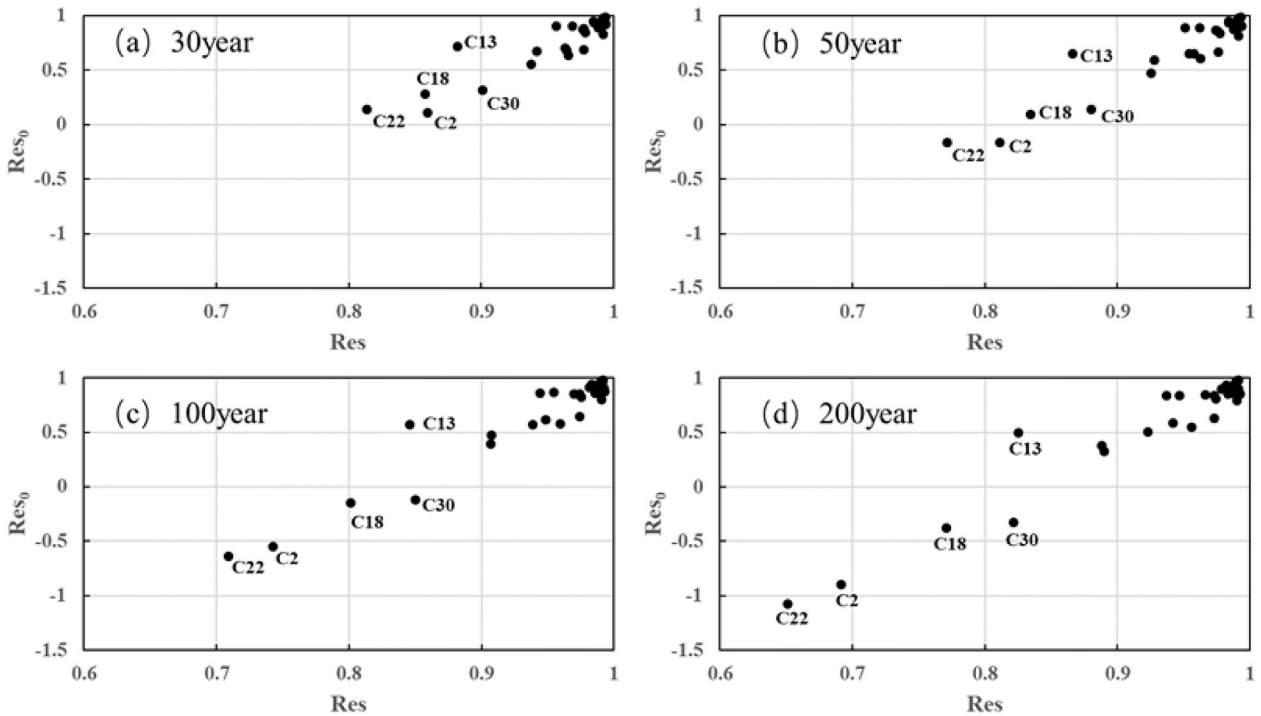 (a) 30year
1
0.5
0
-0.5
-1
-1.5
Res₀
C13
C18
C30
C22
C2
0.6
0.7
0.8
0.9
1
Res
(b) 50year
1
0.5
0
-0.5
-1
-1.5
Res₀
C13
C18
C30
C22
C2
0.6
0.7
0.8
0.9
1
Res
(c) 100year
1
0.5
0
-0.5
-1
-1.5
Res₀
C13
C30
C18
C2
C22
0.6
0.7
0.8
0.9
1
Res
(d) 200year
1
0.5
0
-0.5
-1
-1.5
Res₀
C13
C18
C30
C2
C22
0.6
0.7
0.8
0.9
1
Res